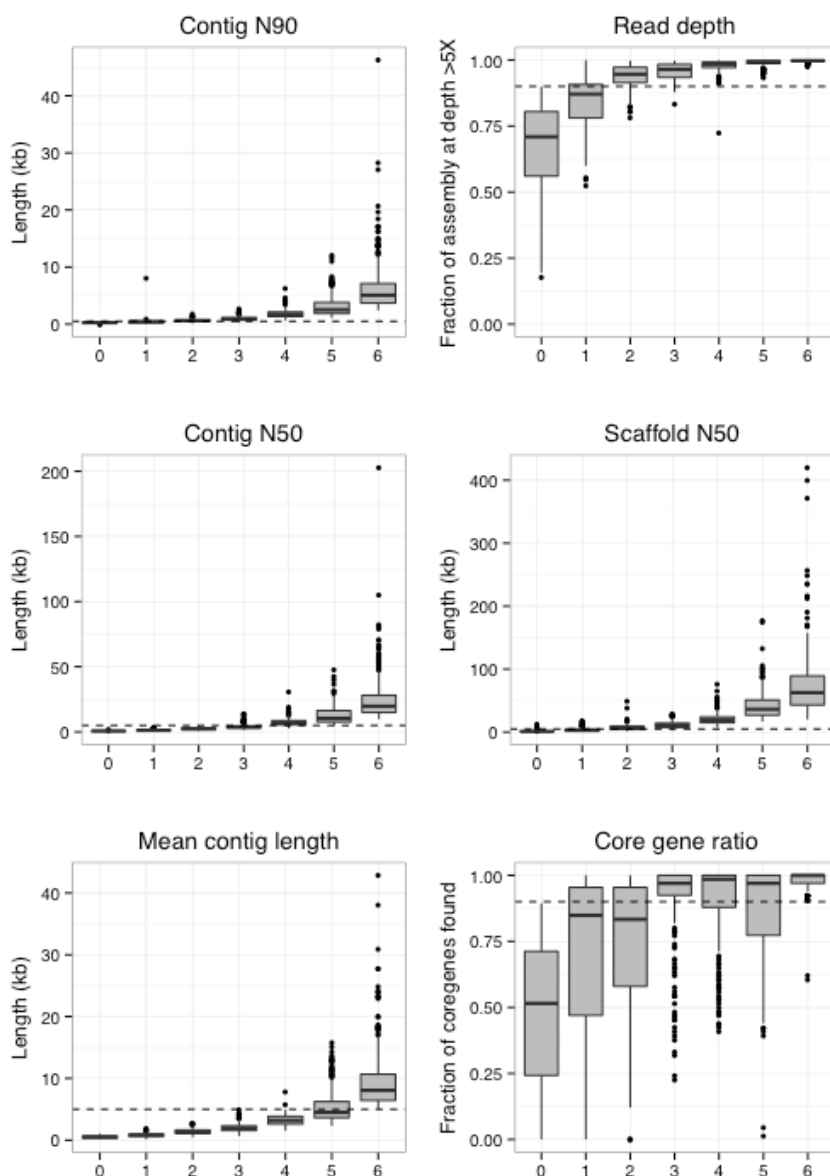 Contig N90
Length (kb)
40
30
20
10
0
0 1 2 3 4 5 6
Read depth
Fraction of assembly at depth >5X
1.00
0.75
0.50
0.25
0.00
0 1 2 3 4 5 6
Contig N50
Length (kb)
200
150
100
50
0
0 1 2 3 4 5 6
Scaffold N50
Length (kb)
400
300
200
100
0
0 1 2 3 4 5 6
Mean contig length
Length (kb)
40
30
20
10
0
0 1 2 3 4 5 6
Core gene ratio
Fraction of coregenes found
1.00
0.75
0.50
0.25
0.00
0 1 2 3 4 5 6